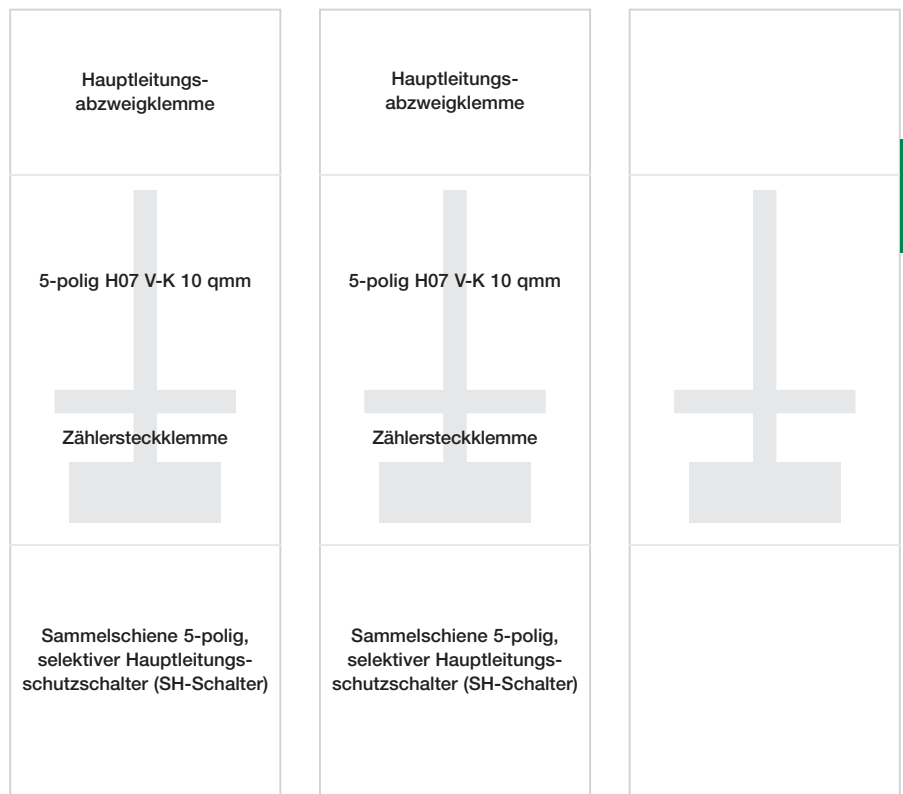 Hauptleitungs-
abzweigklemme
5-polig H07 V-K 10 qmm
Zählersteckklemme
Sammelschiene 5-polig,
selektiver Hauptleitungs-
schutzschalter (SH-Schalter)
Hauptleitungs-
abzweigklemme
5-polig H07 V-K 10 qmm
Zählersteckklemme
Sammelschiene 5-polig,
selektiver Hauptleitungs-
schutzschalter (SH-Schalter)